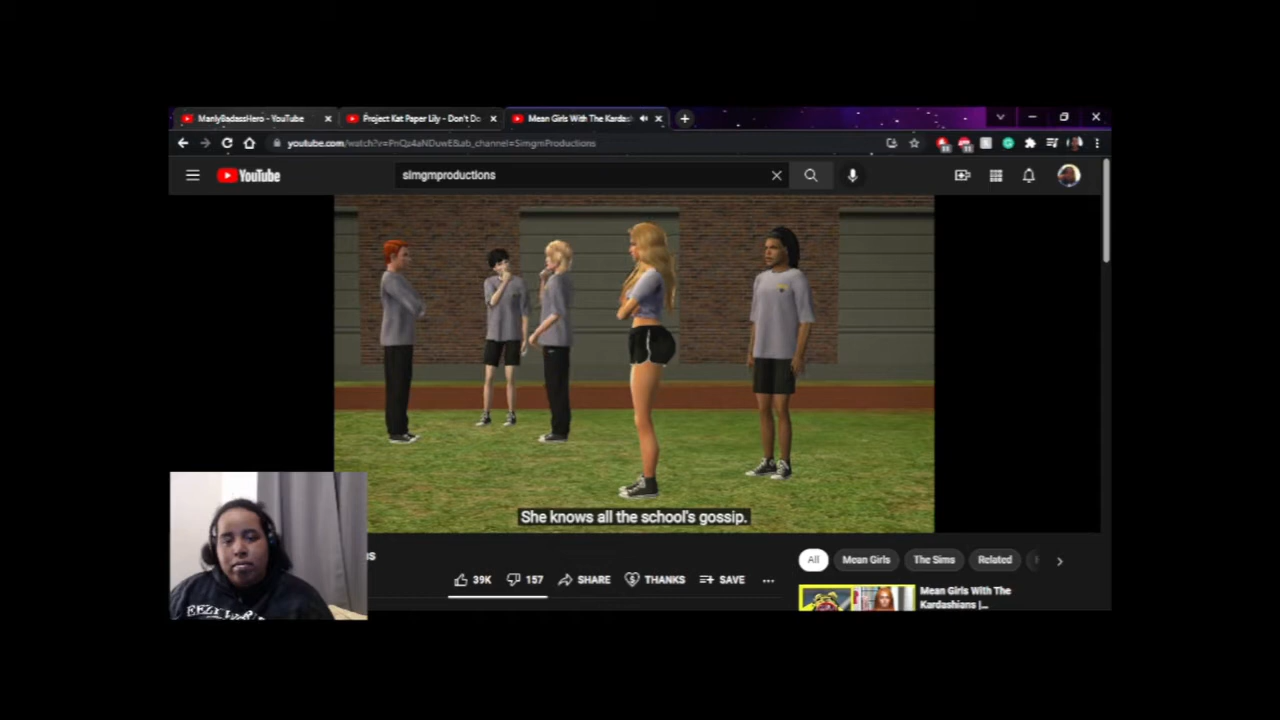 ManlyBadassHero - YouTube
Project Kat Paper Lily - Don't Do
Mean Girls With The Kardas
youtube.com/watch?v=PnQz4aNDuwE&ab_channel=SimgmProductions
YouTube
simgmproductions
She knows all the school's gossip.
39K
157
SHARE
THANKS
SAVE
All
Mean Girls
The Sims
Related
Mean Girls With The
Kardashians |...